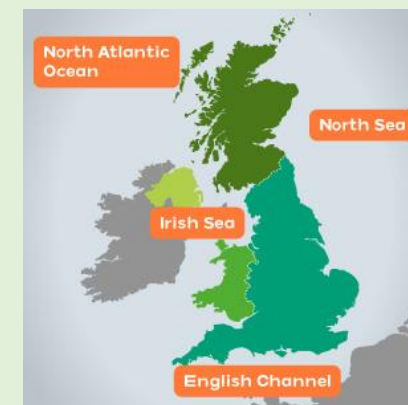 North Atlantic
Ocean
North Sea
Irish Sea
English Channel